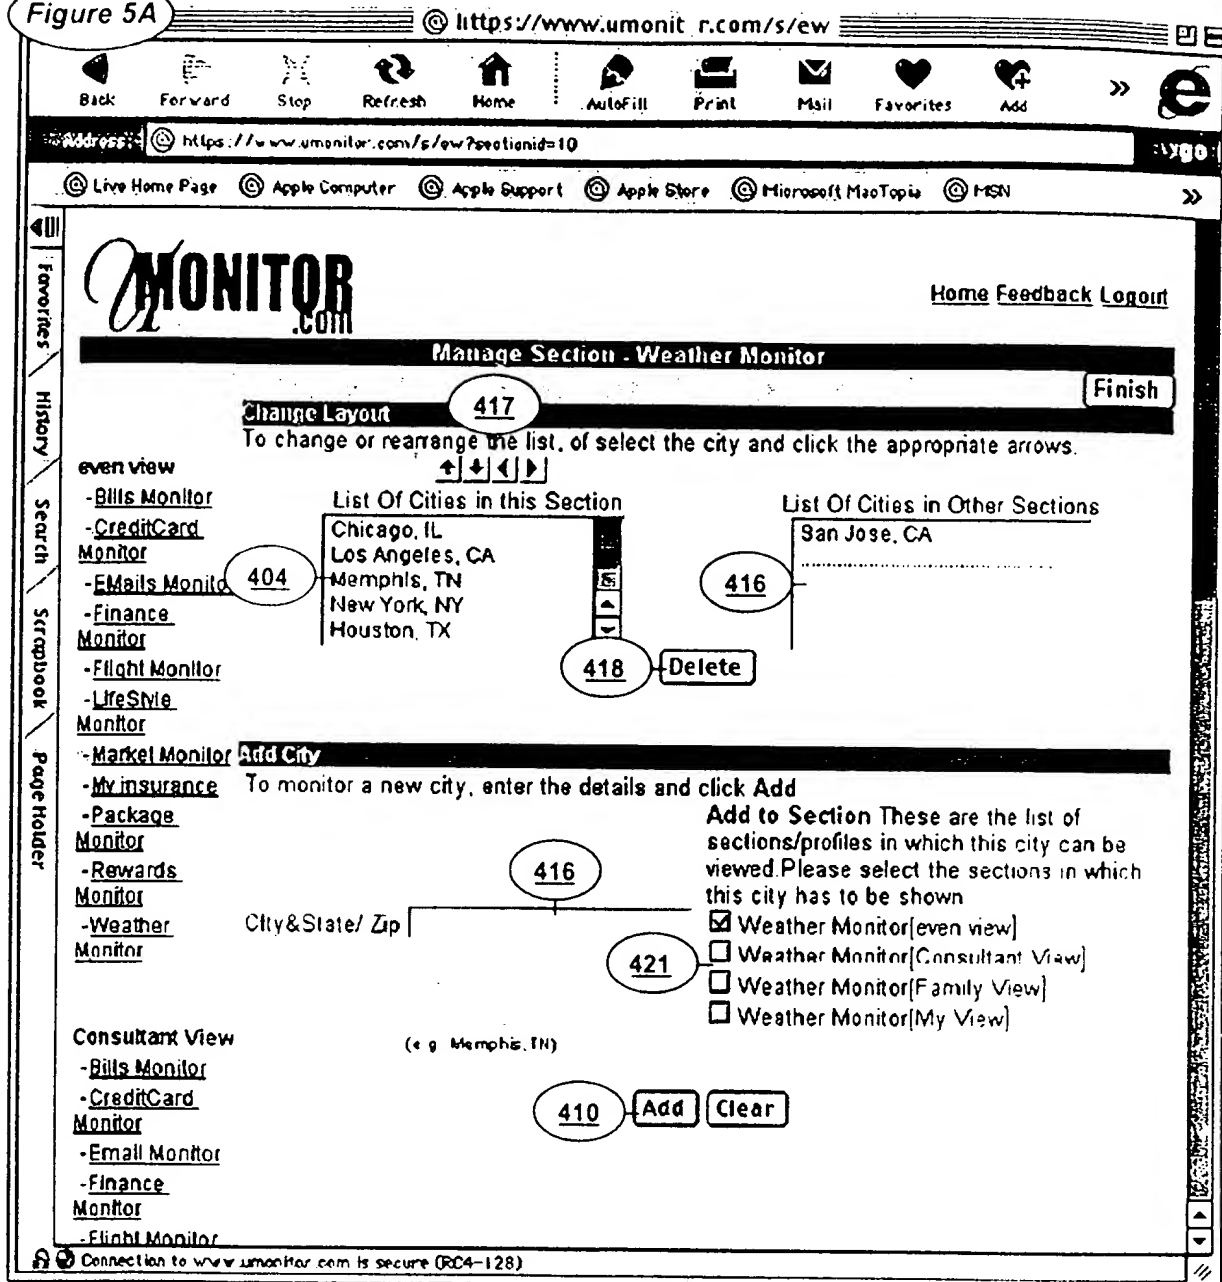 Figure 5A
https://www.umonit r.com/s/ew
Back Forward Stop Refresh Home AutoFill Print Mail Favorites Add »
Address: https://www.umonitor.com/s/ew?sectionid=10 go
Live Home Page Apple Computer Apple Support Apple Store Microsoft MacTopia MSN »
Favorites
History
Search
Scrapbook
Page Holder
UMONITOR
.com
Home Feedback Logout
Manage Section - Weather Monitor
Finish
Change Layout
417
To change or rearrange the list, of select the city and click the appropriate arrows.
List Of Cities in this Section
Chicago, IL
Los Angeles, CA
Memphis, TN
New York, NY
Houston, TX
404
List Of Cities in Other Sections
San Jose, CA
416
418
Delete
even view
-Bills Monitor
-CreditCard
Monitor
-EMails Monito
-Finance
Monitor
-Flight Monitor
-LifeStyle
Monitor
-Market Monitor
-My insurance
-Package
Monitor
-Rewards
Monitor
-Weather
Monitor
Add City
To monitor a new city, enter the details and click Add
Add to Section These are the list of
sections/profiles in which this city can be
viewed.Please select the sections in which
this city has to be shown
416
City&State/ Zip
Weather Monitor[even view]
Weather Monitor[Consultant View]
Weather Monitor[Family View]
Weather Monitor[My View]
421
(e g Memphis,TN)
410
Add Clear
Consultant View
-Bills Monitor
-CreditCard
Monitor
-Email Monitor
-Finance
Monitor
-Flight Monitor
Connection to www.umonitor.com is secure (RC4-128)